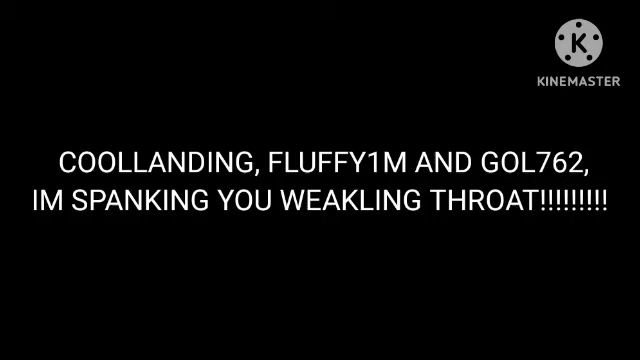 K
KINEMASTER
COOLLANDING, FLUFFY1M AND GOL762,
IM SPANKING YOU WEAKLING THROAT!!!!!!!!!